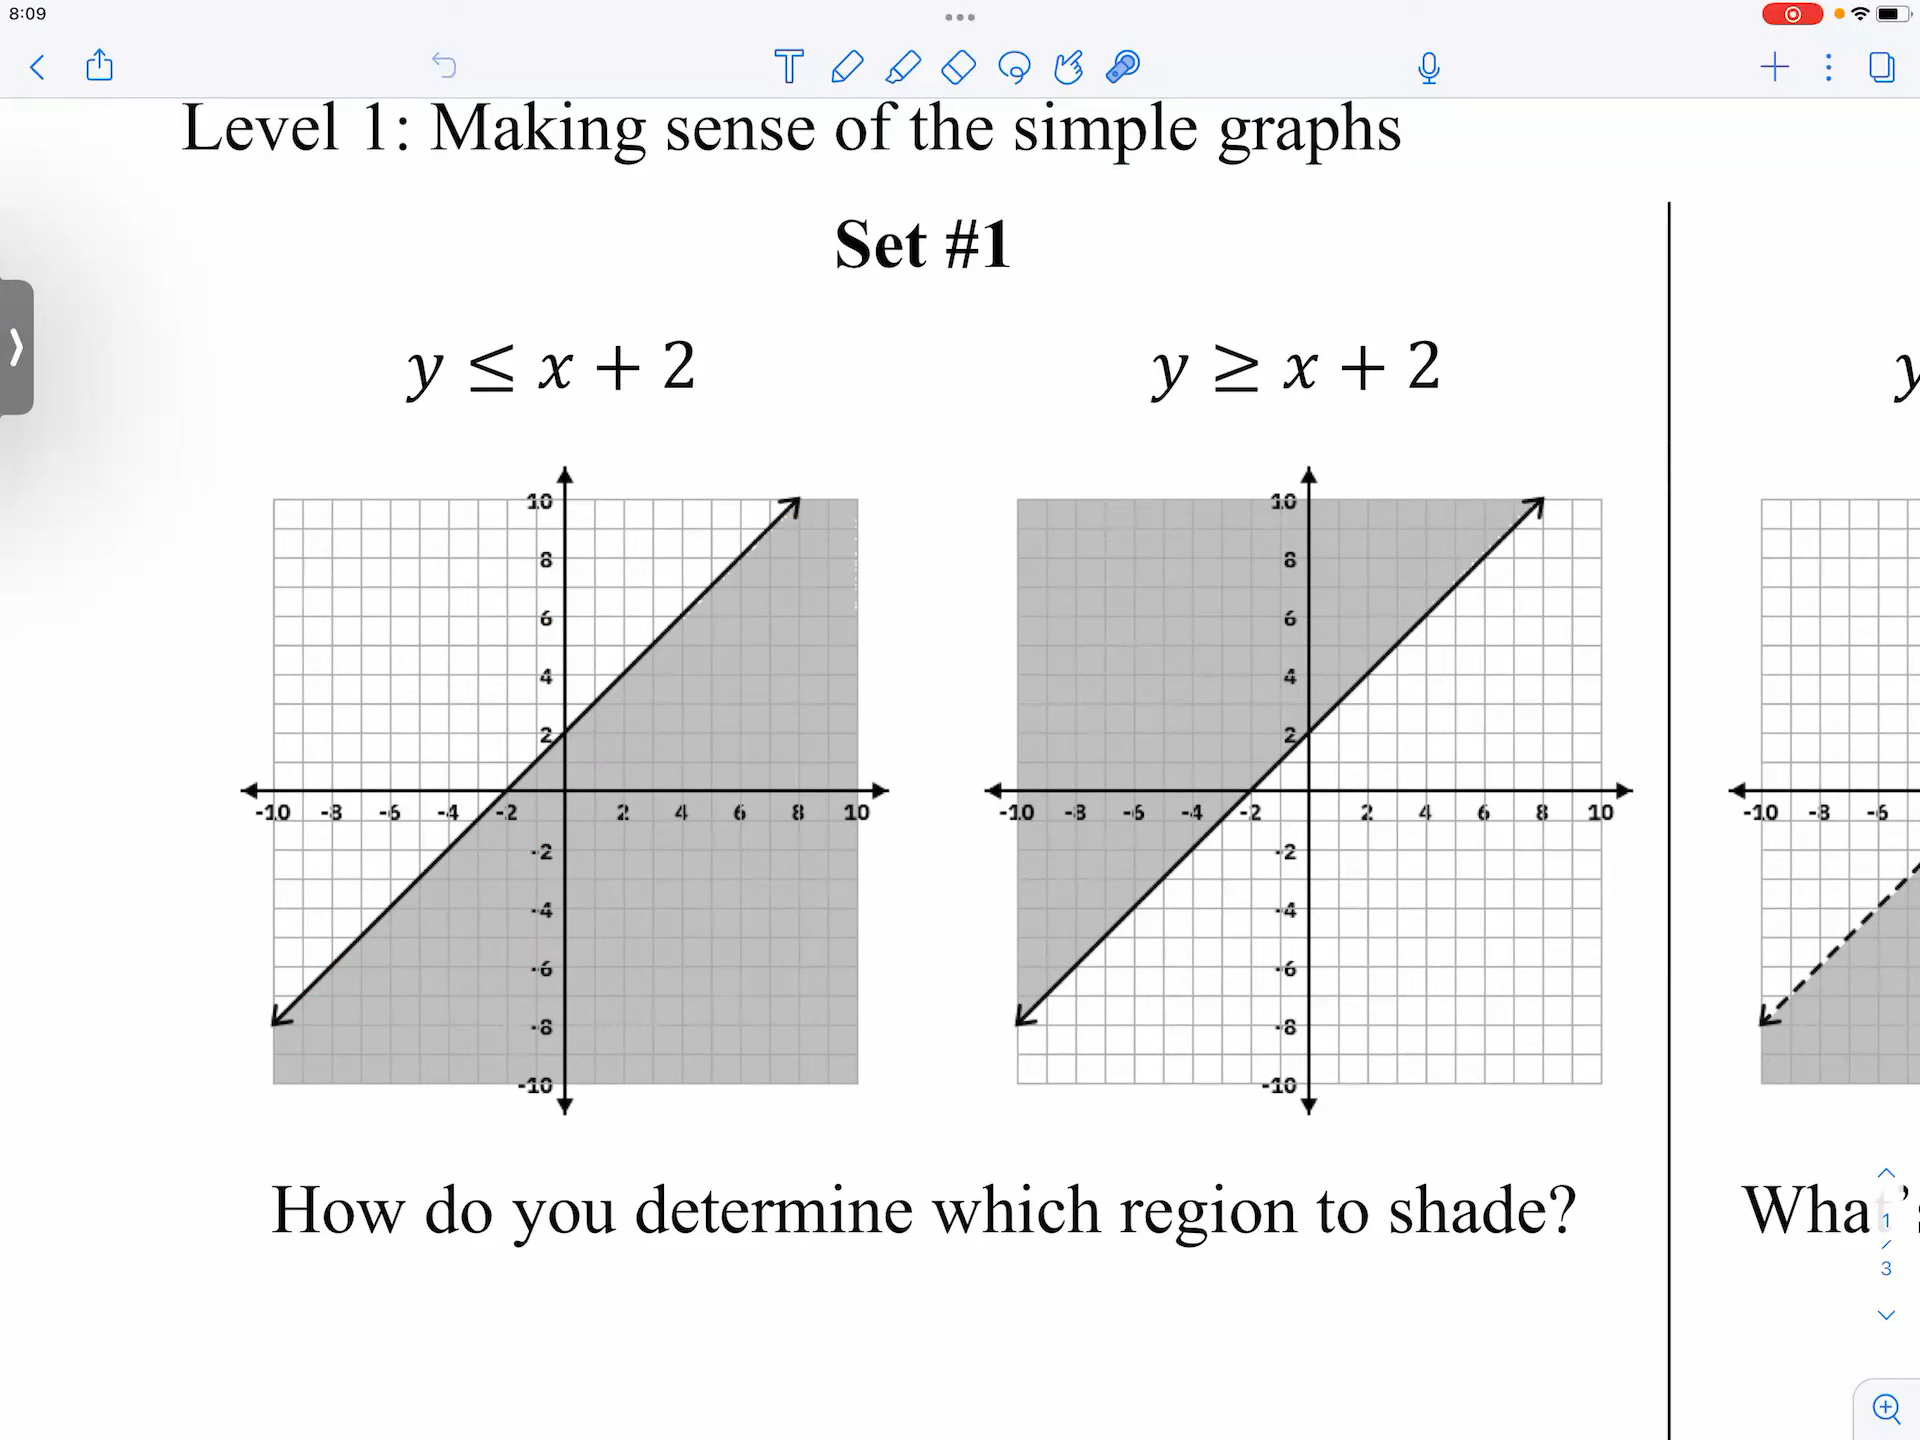 8:09
Level 1: Making sense of the simple graphs
Set #1
y ≤ x + 2
y ≥ x + 2
y
10
8
6
4
2
-10 -8 -6 -4 -2 2 4 6 8 10
-2
-4
-6
-8
-10
10
8
6
4
2
-10 -8 -6 -4 -2 2 4 6 8 10
-2
-4
-6
-8
-10
-10 -8 -6
How do you determine which region to shade?
1
/
3